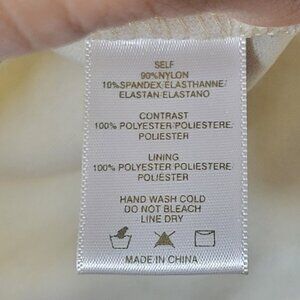 SELF
90%NYLON
10%SPANDEX/ELASTHANNE/
ELASTAN/ELASTANO
CONTRAST
100% POLYESTER/POLIESTERE/
POLIESTER
LINING
100% POLYESTER/POLIESTERE
POLIESTER
HAND WASH COLD
DO NOT BLEACH
LINE DRY
MADE IN CHINA